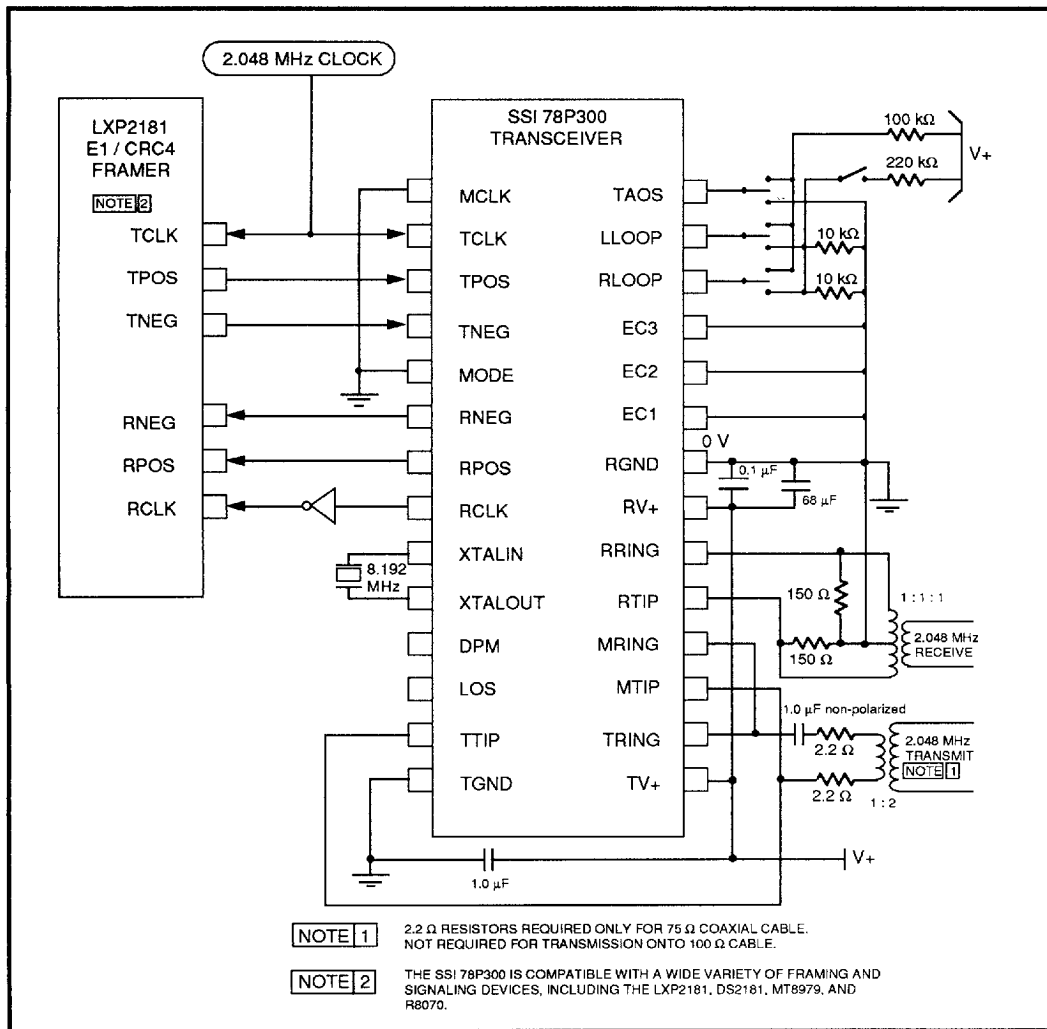 2.048 MHz CLOCK
LXP2181
E1 / CRC4
FRAMER
NOTE 2
TCLK
TPOS
TNEG
RNEG
RPOS
RCLK
SSI 78P300
TRANSCEIVER
MCLK
TCLK
TPOS
TNEG
MODE
RNEG
RPOS
RCLK
XTALIN
XTALOUT
DPM
LOS
TTIP
TGND
TAOS
LLOOP
RLOOP
EC3
EC2
EC1
RGND
RV+
RRING
RTIP
MRING
MTIP
TRING
TV+
8.192
MHz
100 kΩ
220 kΩ
V+
10 kΩ
10 kΩ
0 V
0.1 µF
68 µF
150 Ω
150 Ω
1 : 1 : 1
2.048 MHz
RECEIVE
1.0 µF non-polarized
2.2 Ω
2.2 Ω
2.048 MHz
TRANSMIT
NOTE 1
1 : 2
V+
1.0 µF
NOTE 1 2.2 Ω RESISTORS REQUIRED ONLY FOR 75 Ω COAXIAL CABLE.
NOT REQUIRED FOR TRANSMISSION ONTO 100 Ω CABLE.
NOTE 2 THE SSI 78P300 IS COMPATIBLE WITH A WIDE VARIETY OF FRAMING AND
SIGNALING DEVICES, INCLUDING THE LXP2181, DS2181, MT8979, AND
R8070.